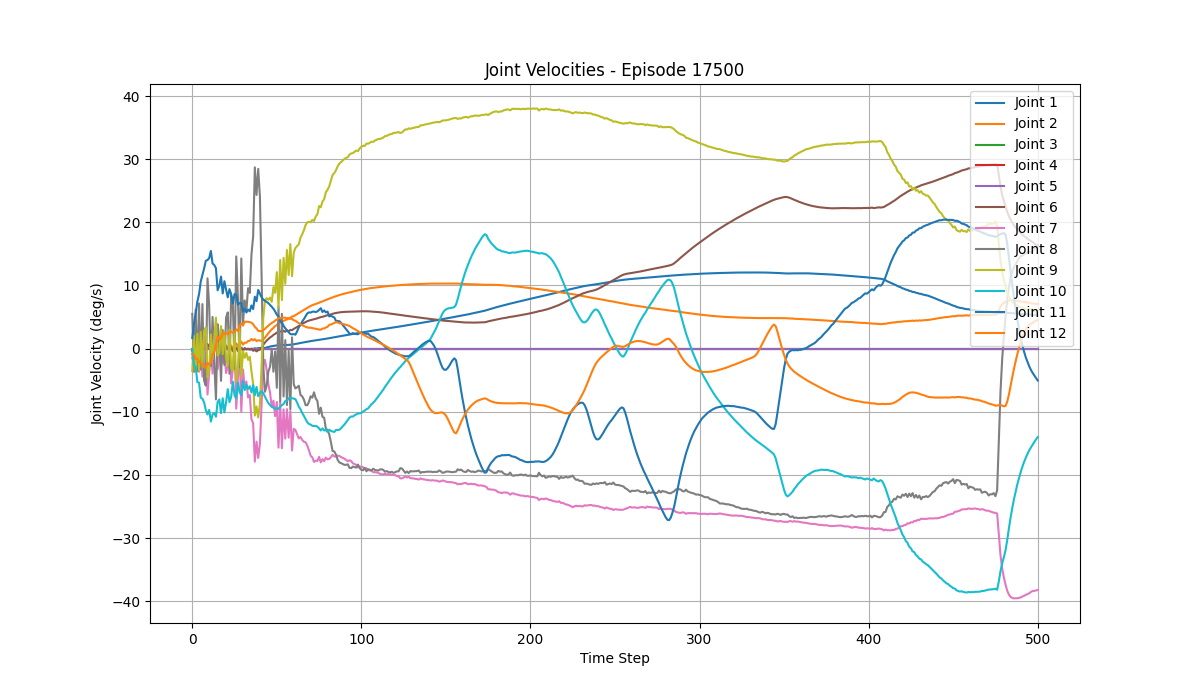 Joint Velocities - Episode 17500
Joint Velocity (deg/s)
40
30
20
10
0
−10
−20
−30
−40
Joint 1
Joint 2
Joint 3
Joint 4
Joint 5
Joint 6
Joint 7
Joint 8
Joint 9
Joint 10
Joint 11
Joint 12
0 100 200 300 400 500
Time Step